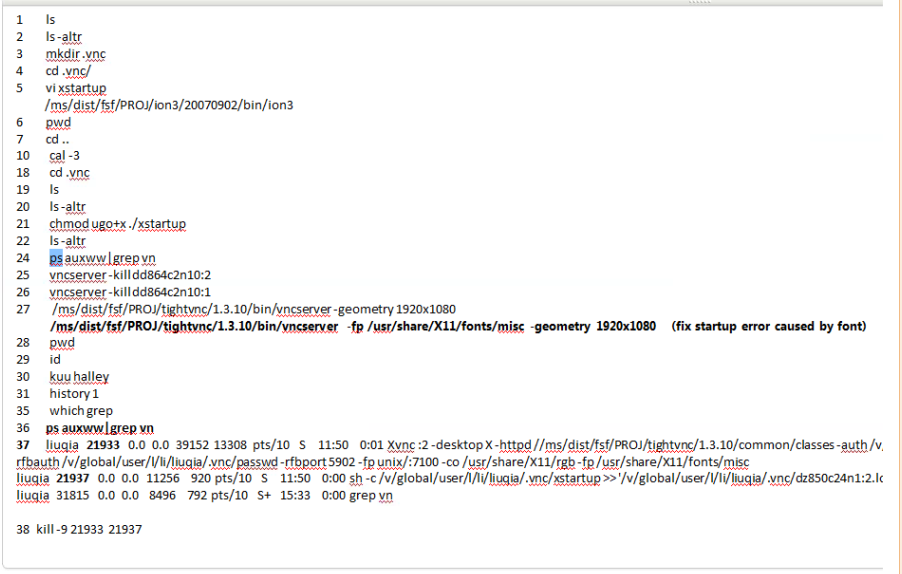 1 ls
2 ls -altr
3 mkdir .vnc
4 cd .vnc/
5 vi xstartup
/ms/dist/fsf/PROJ/ion3/20070902/bin/ion3
6 pwd
7 cd ..
10 cal -3
18 cd .vnc
19 ls
20 ls -altr
21 chmod ugo+x ./xstartup
22 ls -altr
24 ps auxww|grep vn
25 vncserver -kill dd864c2n10:2
26 vncserver -kill dd864c2n10:1
27 /ms/dist/fsf/PROJ/tightvnc/1.3.10/bin/vncserver -geometry 1920x1080
/ms/dist/fsf/PROJ/tightvnc/1.3.10/bin/vncserver -fp /usr/share/X11/fonts/misc -geometry 1920x1080 (fix startup error caused by font)
28 pwd
29 id
30 kuu halley
31 history 1
35 which grep
36 ps auxww|grep vn
37 liuqia 21933 0.0 0.0 39152 13308 pts/10 S 11:50 0:01 Xvnc :2 -desktop X -httpd //ms/dist/fsf/PROJ/tightvnc/1.3.10/common/classes -auth /v,
rfbauth /v/global/user/l/li/liuqia/.vnc/passwd -rfbport 5902 -fp unix/:7100 -co /usr/share/X11/rgb -fp /usr/share/X11/fonts/misc
liuqia 21937 0.0 0.0 11256 920 pts/10 S 11:50 0:00 sh -c /v/global/user/l/li/liuqia/.vnc/xstartup >> '/v/global/user/l/li/liuqia/.vnc/dz850c24n1:2.lo
liuqia 31815 0.0 0.0 8496 792 pts/10 S+ 15:33 0:00 grep vn
38 kill -9 21933 21937